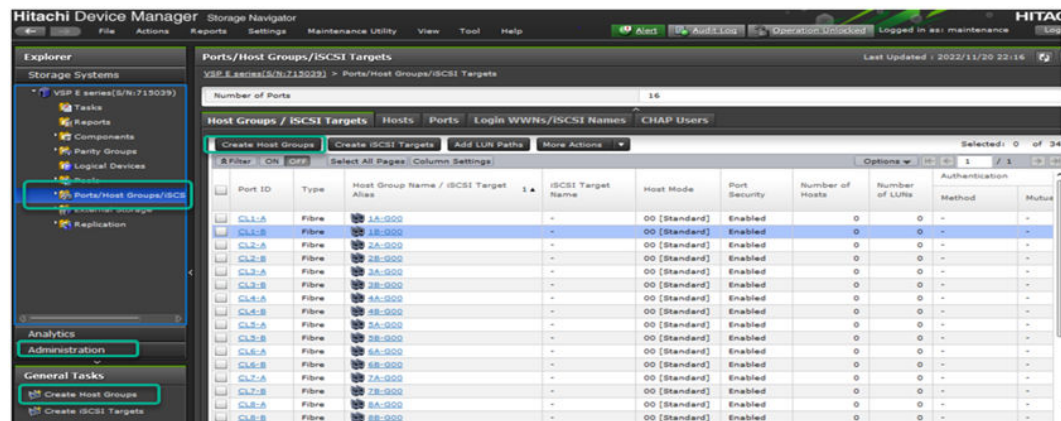 Hitachi Device Manager Storage Navigator HITAC
File Actions Reports Settings Maintenance Utility View Tool Help Alert Audit Log Operation Unlocked Logged in as: maintenance Log
Explorer
Storage Systems
VSP E series(S/N:715039)
Tasks
Reports
Components
Parity Groups
Logical Devices
Pools
Ports/Host Groups/iSCS
External Storage
Replication
Analytics
Administration
General Tasks
Create Host Groups
Create iSCSI Targets
Ports/Host Groups/iSCSI Targets Last Updated : 2022/11/20 22:16
VSP E series(S/N:715039) > Ports/Host Groups/iSCSI Targets
Number of Ports 16
Host Groups / iSCSI Targets Hosts Ports Login WWNs/iSCSI Names CHAP Users
Create Host Groups Create iSCSI Targets Add LUN Paths More Actions Selected: 0 of 34
Filter ON OFF Select All Pages Column Settings Options 1 / 1
Port ID Type Host Group Name / iSCSI Target Alias 1 iSCSI Target Name Host Mode Port Security Number of Hosts Number of LUNs Authentication Method Mutua
CL1-A Fibre 1A-G00 - 00 [Standard] Enabled 0 0 - -
CL1-B Fibre 1B-G00 - 00 [Standard] Enabled 0 0 - -
CL2-A Fibre 2A-G00 - 00 [Standard] Enabled 0 0 - -
CL2-B Fibre 2B-G00 - 00 [Standard] Enabled 0 0 - -
CL3-A Fibre 3A-G00 - 00 [Standard] Enabled 0 0 - -
CL3-B Fibre 3B-G00 - 00 [Standard] Enabled 0 0 - -
CL4-A Fibre 4A-G00 - 00 [Standard] Enabled 0 0 - -
CL4-B Fibre 4B-G00 - 00 [Standard] Enabled 0 0 - -
CL5-A Fibre 5A-G00 - 00 [Standard] Enabled 0 0 - -
CL5-B Fibre 5B-G00 - 00 [Standard] Enabled 0 0 - -
CL6-A Fibre 6A-G00 - 00 [Standard] Enabled 0 0 - -
CL6-B Fibre 6B-G00 - 00 [Standard] Enabled 0 0 - -
CL7-A Fibre 7A-G00 - 00 [Standard] Enabled 0 0 - -
CL7-B Fibre 7B-G00 - 00 [Standard] Enabled 0 0 - -
CL8-A Fibre 8A-G00 - 00 [Standard] Enabled 0 0 - -
CL8-B Fibre 8B-G00 - 00 [Standard] Enabled 0 0 - -